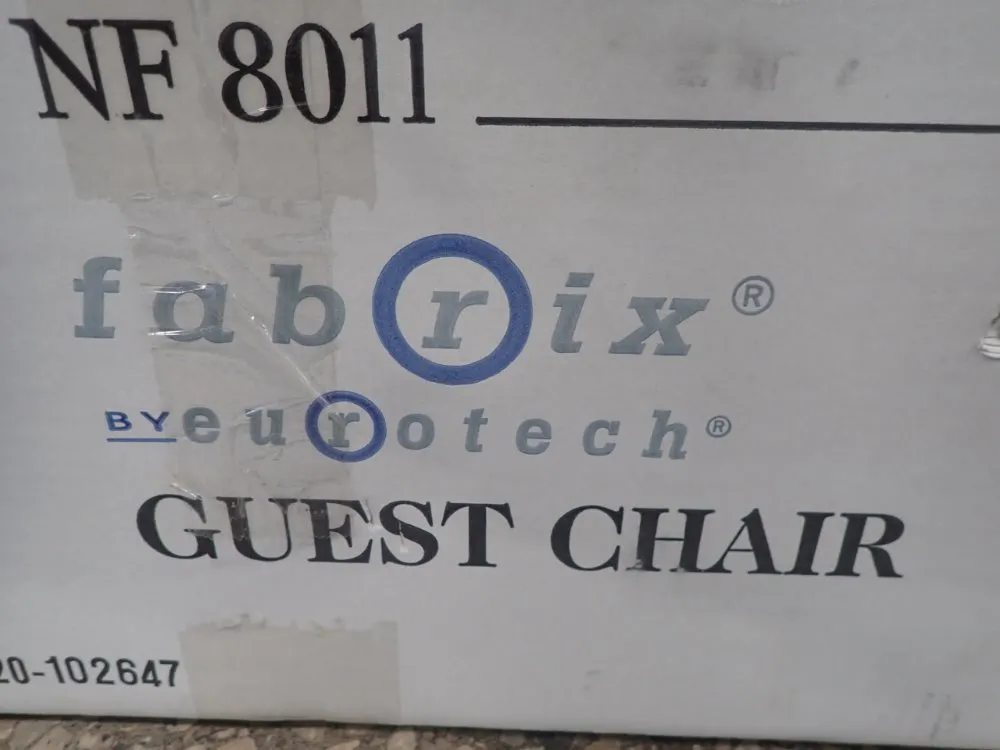 NF 8011
fabrix®
BY eurotech®
GUEST CHAIR
20-102647